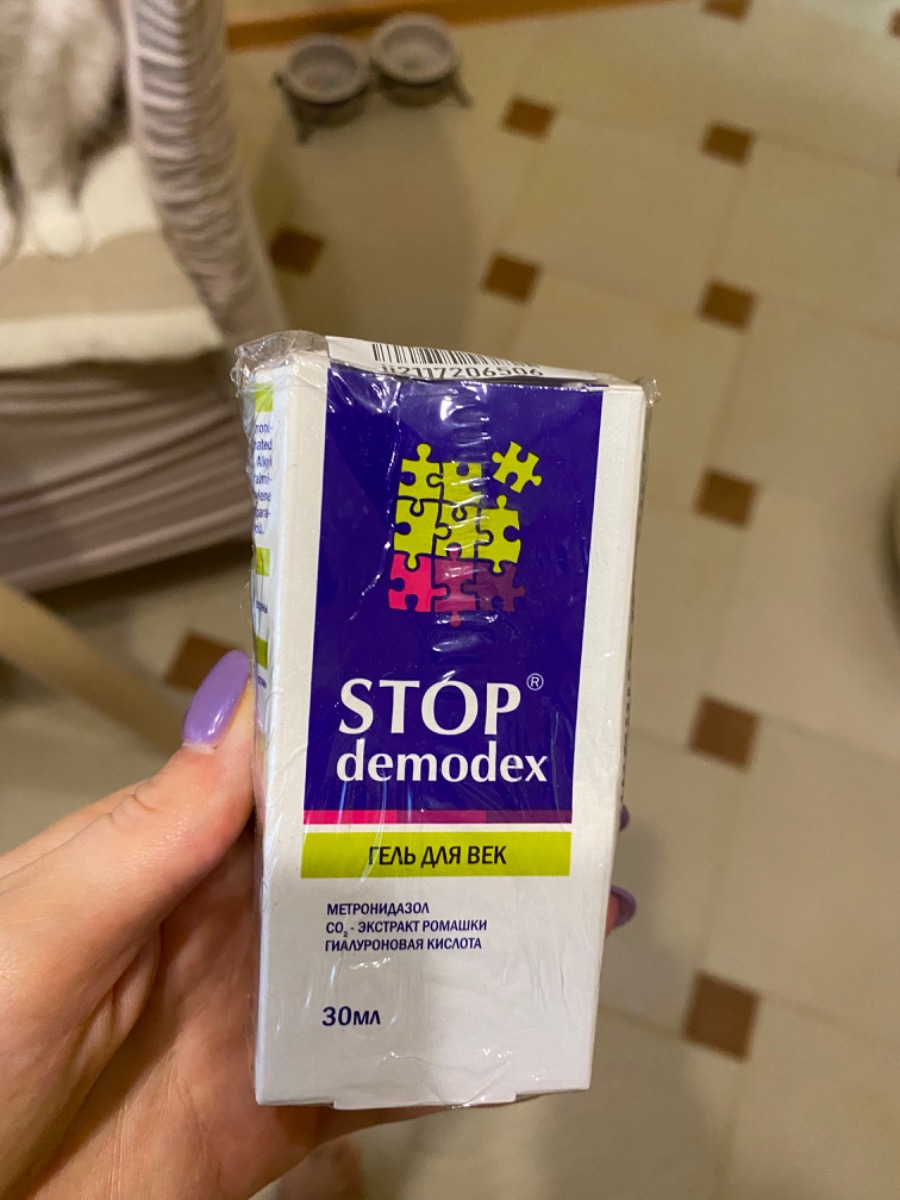 STOP®
demodex
ГЕЛЬ ДЛЯ ВЕК
МЕТРОНИДАЗОЛ
CO₂ - ЭКСТРАКТ РОМАШКИ
ГИАЛУРОНОВАЯ КИСЛОТА
30мл